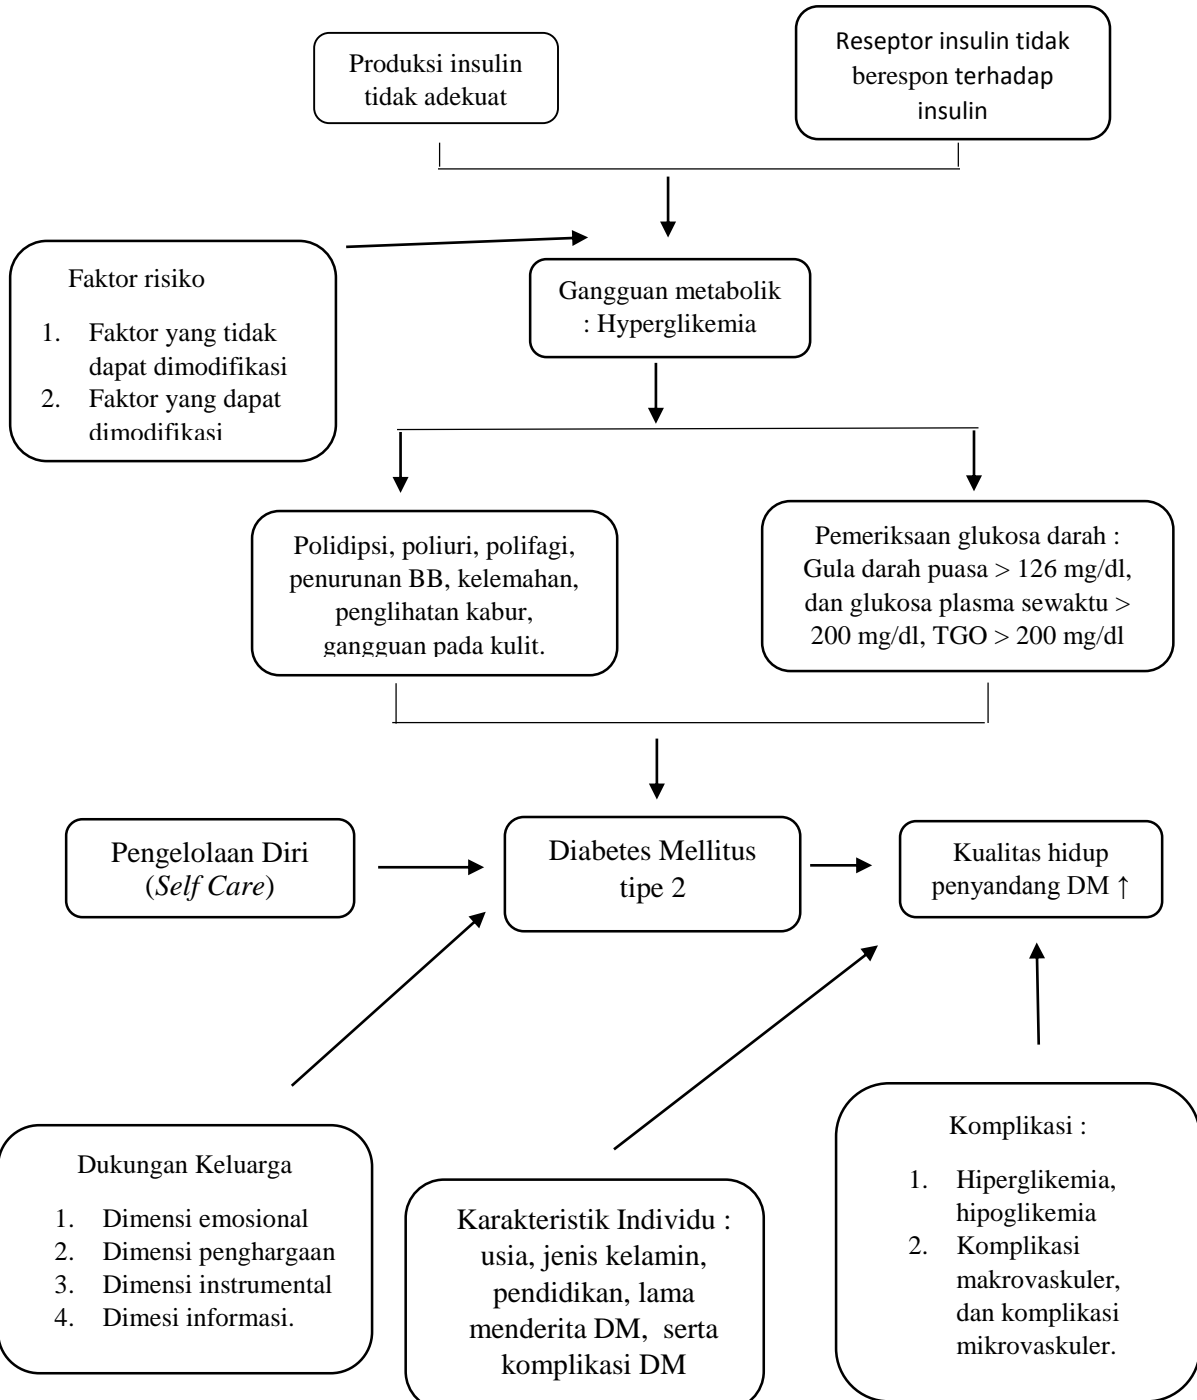 Produksi insulin
tidak adekuat
Reseptor insulin tidak
berespon terhadap
insulin
Faktor risiko
1. Faktor yang tidak
dapat dimodifikasi
2. Faktor yang dapat
dimodifikasi
Gangguan metabolik
: Hyperglikemia
Polidipsi, poliuri, polifagi,
penurunan BB, kelemahan,
penglihatan kabur,
gangguan pada kulit.
Pemeriksaan glukosa darah :
Gula darah puasa > 126 mg/dl,
dan glukosa plasma sewaktu >
200 mg/dl, TGO > 200 mg/dl
Pengelolaan Diri
(Self Care)
Diabetes Mellitus
tipe 2
Kualitas hidup
penyandang DM ↑
Dukungan Keluarga
1. Dimensi emosional
2. Dimensi penghargaan
3. Dimensi instrumental
4. Dimesi informasi.
Karakteristik Individu :
usia, jenis kelamin,
pendidikan, lama
menderita DM, serta
komplikasi DM
Komplikasi :
1. Hiperglikemia,
hipoglikemia
2. Komplikasi
makrovaskuler,
dan komplikasi
mikrovaskuler.